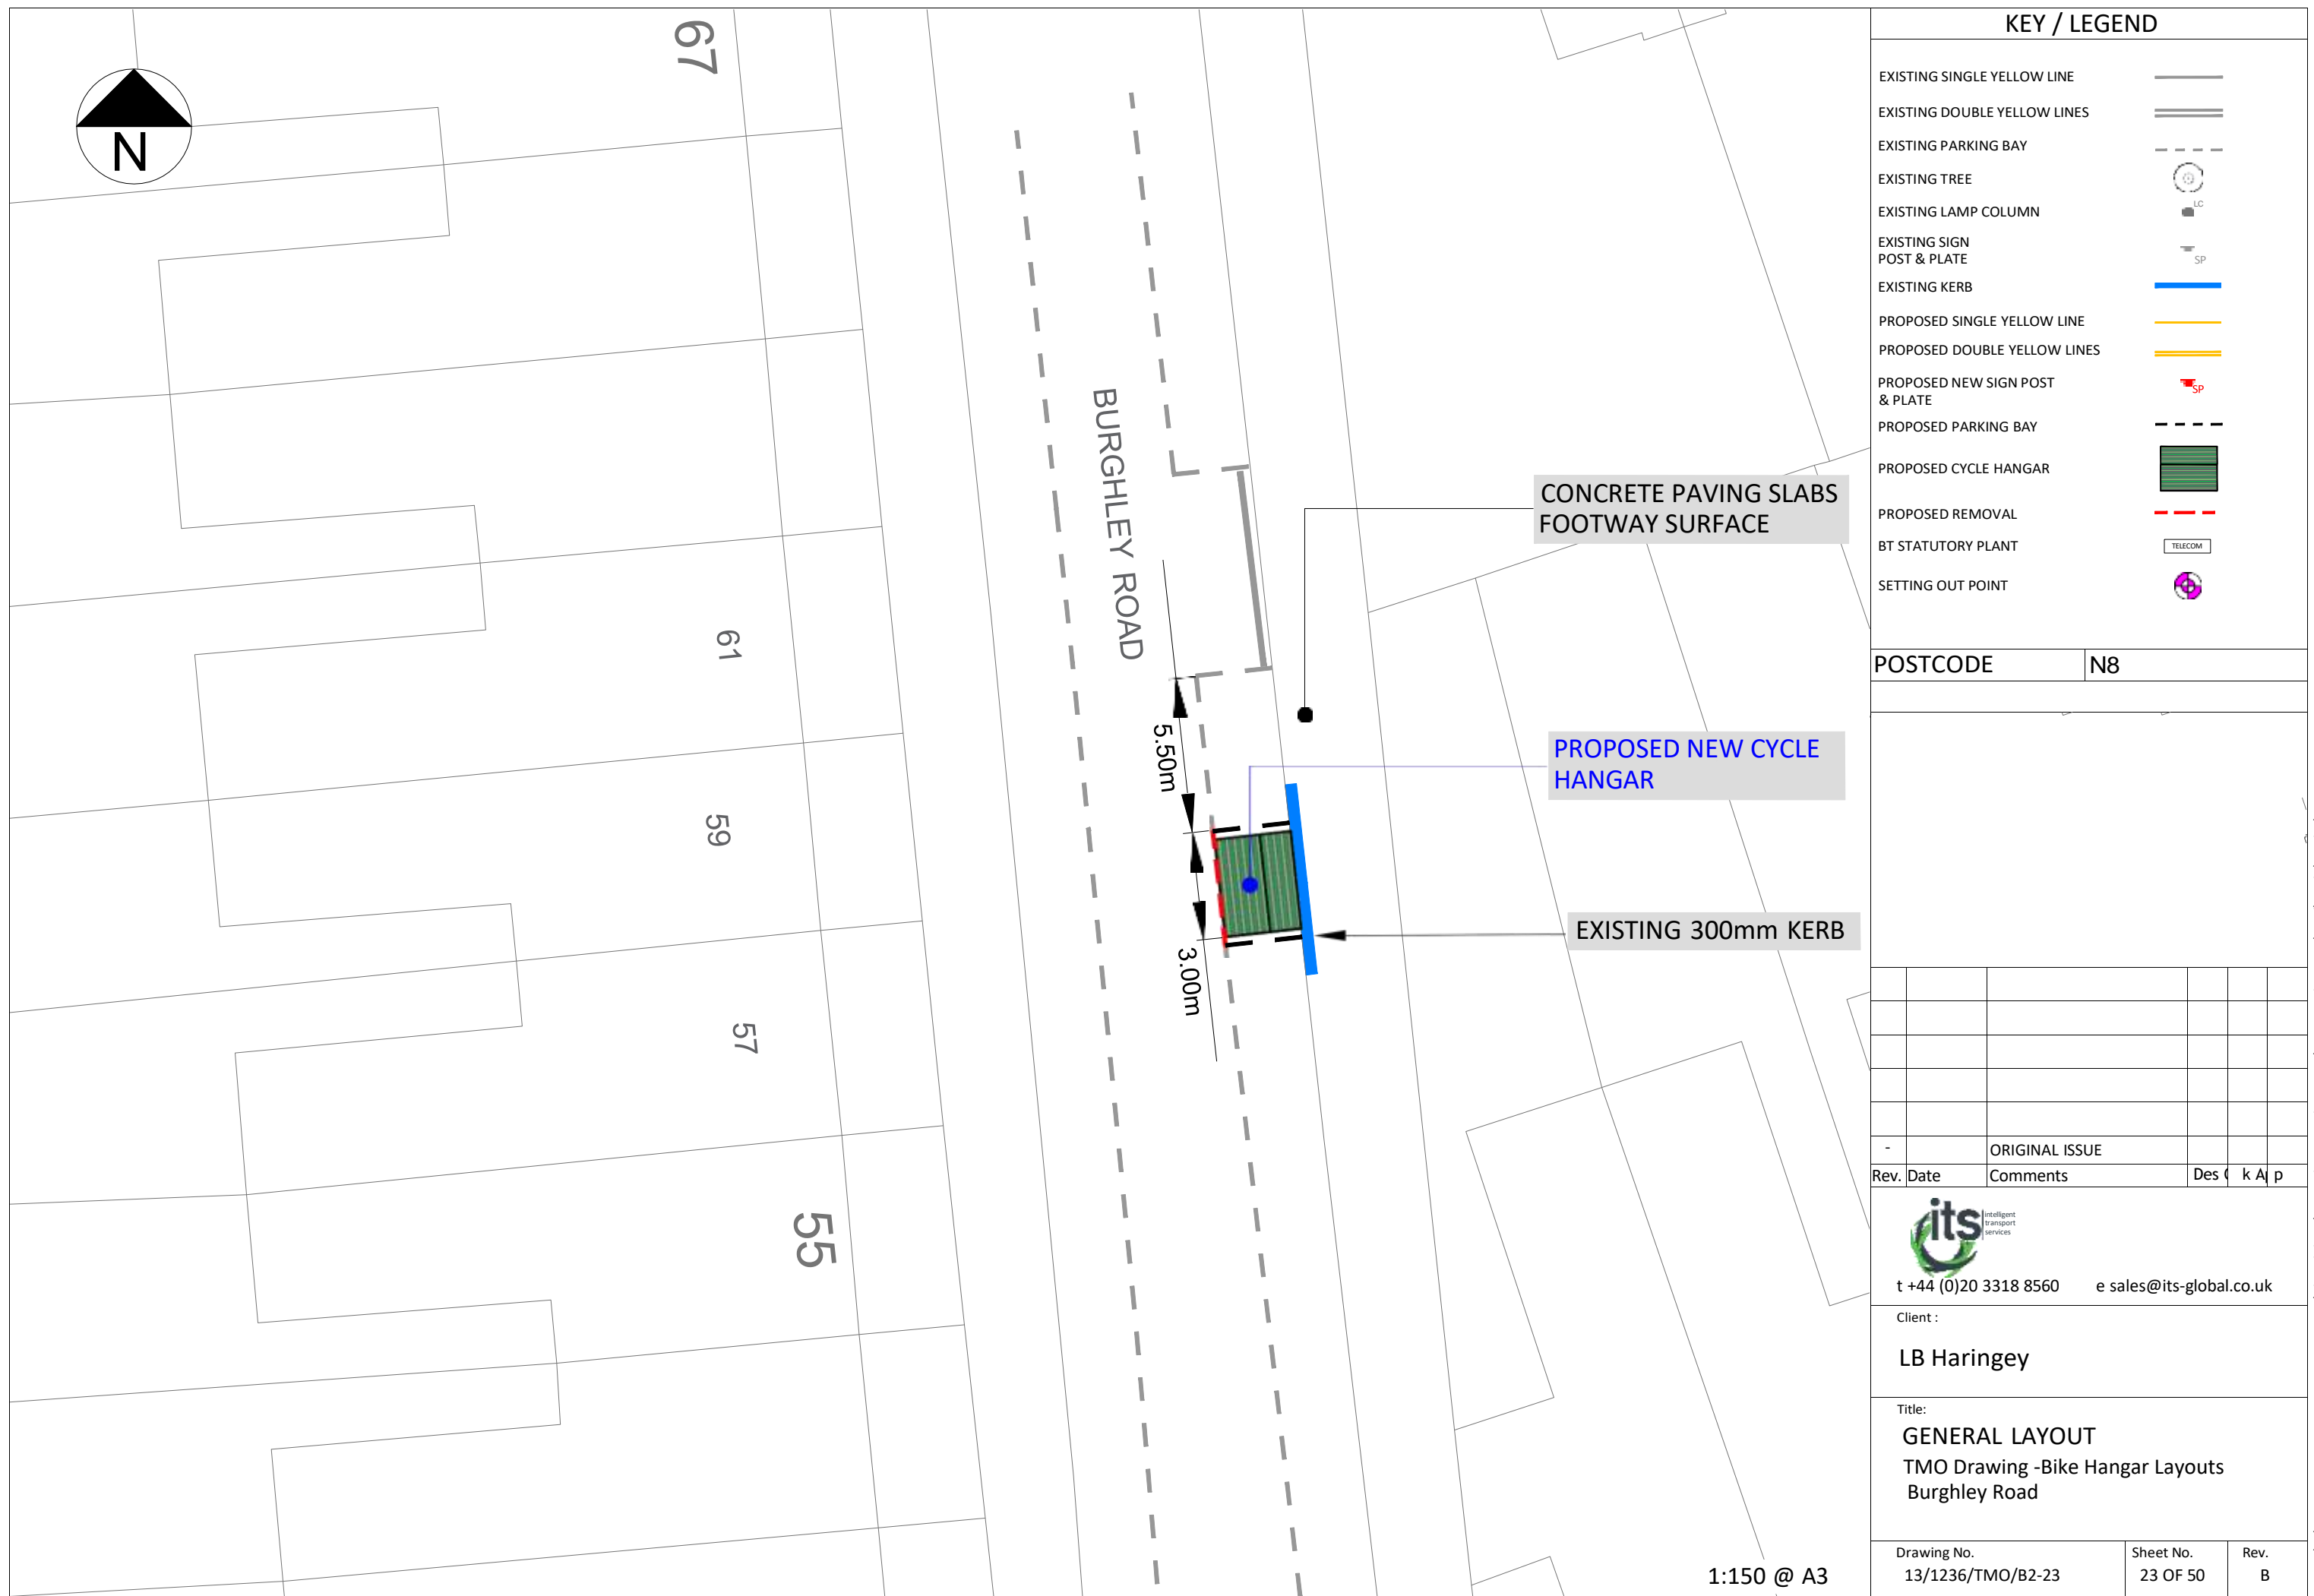 N
67
61
59
57
55
BURGHLEY ROAD
5.50m
3.00m
CONCRETE PAVING SLABS
FOOTWAY SURFACE
PROPOSED NEW CYCLE
HANGAR
EXISTING 300mm KERB
1:150 @ A3
KEY / LEGEND
EXISTING SINGLE YELLOW LINE
EXISTING DOUBLE YELLOW LINES
EXISTING PARKING BAY
EXISTING TREE
EXISTING LAMP COLUMN
LC
EXISTING SIGN
POST & PLATE
SP
EXISTING KERB
PROPOSED SINGLE YELLOW LINE
PROPOSED DOUBLE YELLOW LINES
PROPOSED NEW SIGN POST
& PLATE
SP
PROPOSED PARKING BAY
PROPOSED CYCLE HANGAR
PROPOSED REMOVAL
BT STATUTORY PLANT
TELECOM
SETTING OUT POINT
POSTCODE N8
- ORIGINAL ISSUE
Rev. Date Comments Des k Ap p
its intelligent
transport
services
t +44 (0)20 3318 8560 e sales@its-global.co.uk
Client :
LB Haringey
Title:
GENERAL LAYOUT
TMO Drawing -Bike Hangar Layouts
Burghley Road
Drawing No. Sheet No. Rev.
13/1236/TMO/B2-23 23 OF 50 B